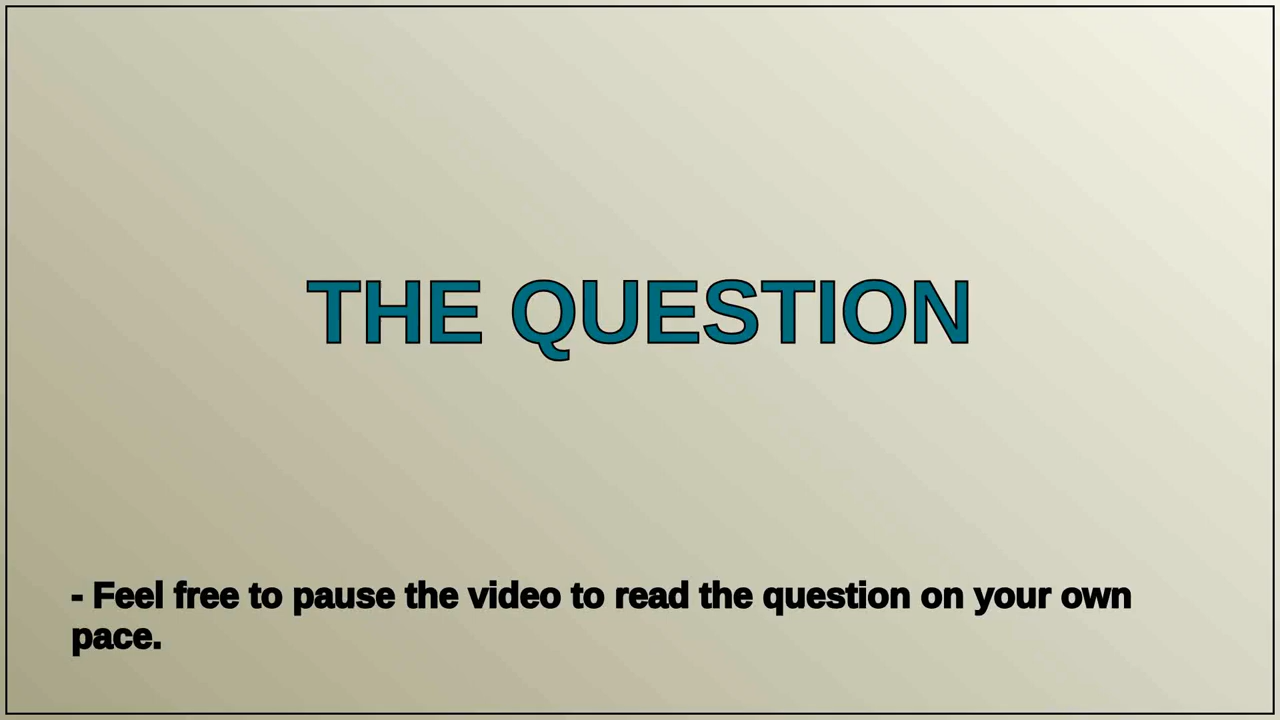 THE QUESTION
- Feel free to pause the video to read the question on your own
pace.